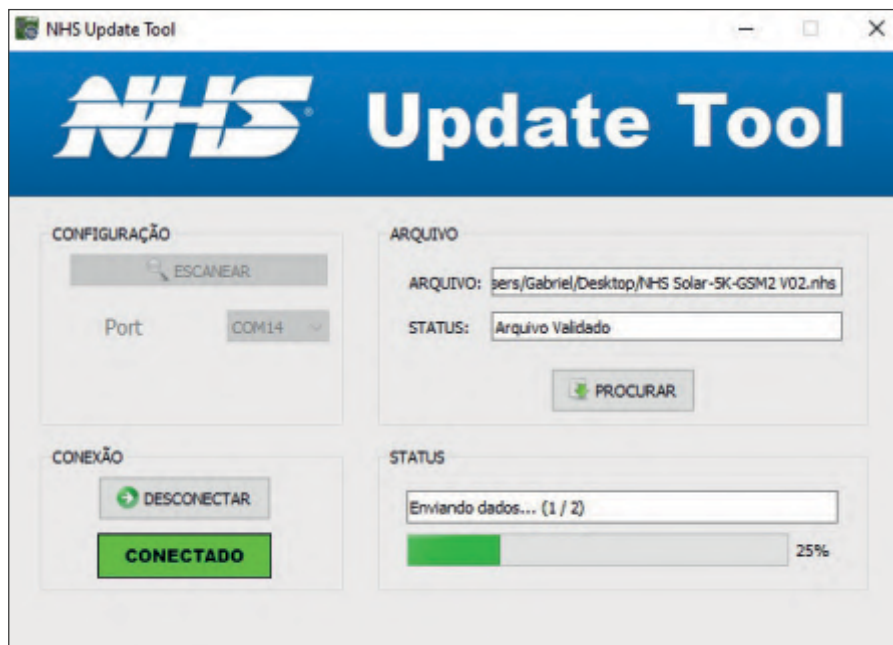 NHS Update Tool
NHS® Update Tool
CONFIGURAÇÃO
ESCANEAR
Port COM14
ARQUIVO
ARQUIVO: sers/Gabriel/Desktop/NHS Solar-5K-GSM2 V02.nhs
STATUS: Arquivo Validado
PROCURAR
CONEXÃO
DESCONECTAR
CONECTADO
STATUS
Enviando dados... (1 / 2)
25%